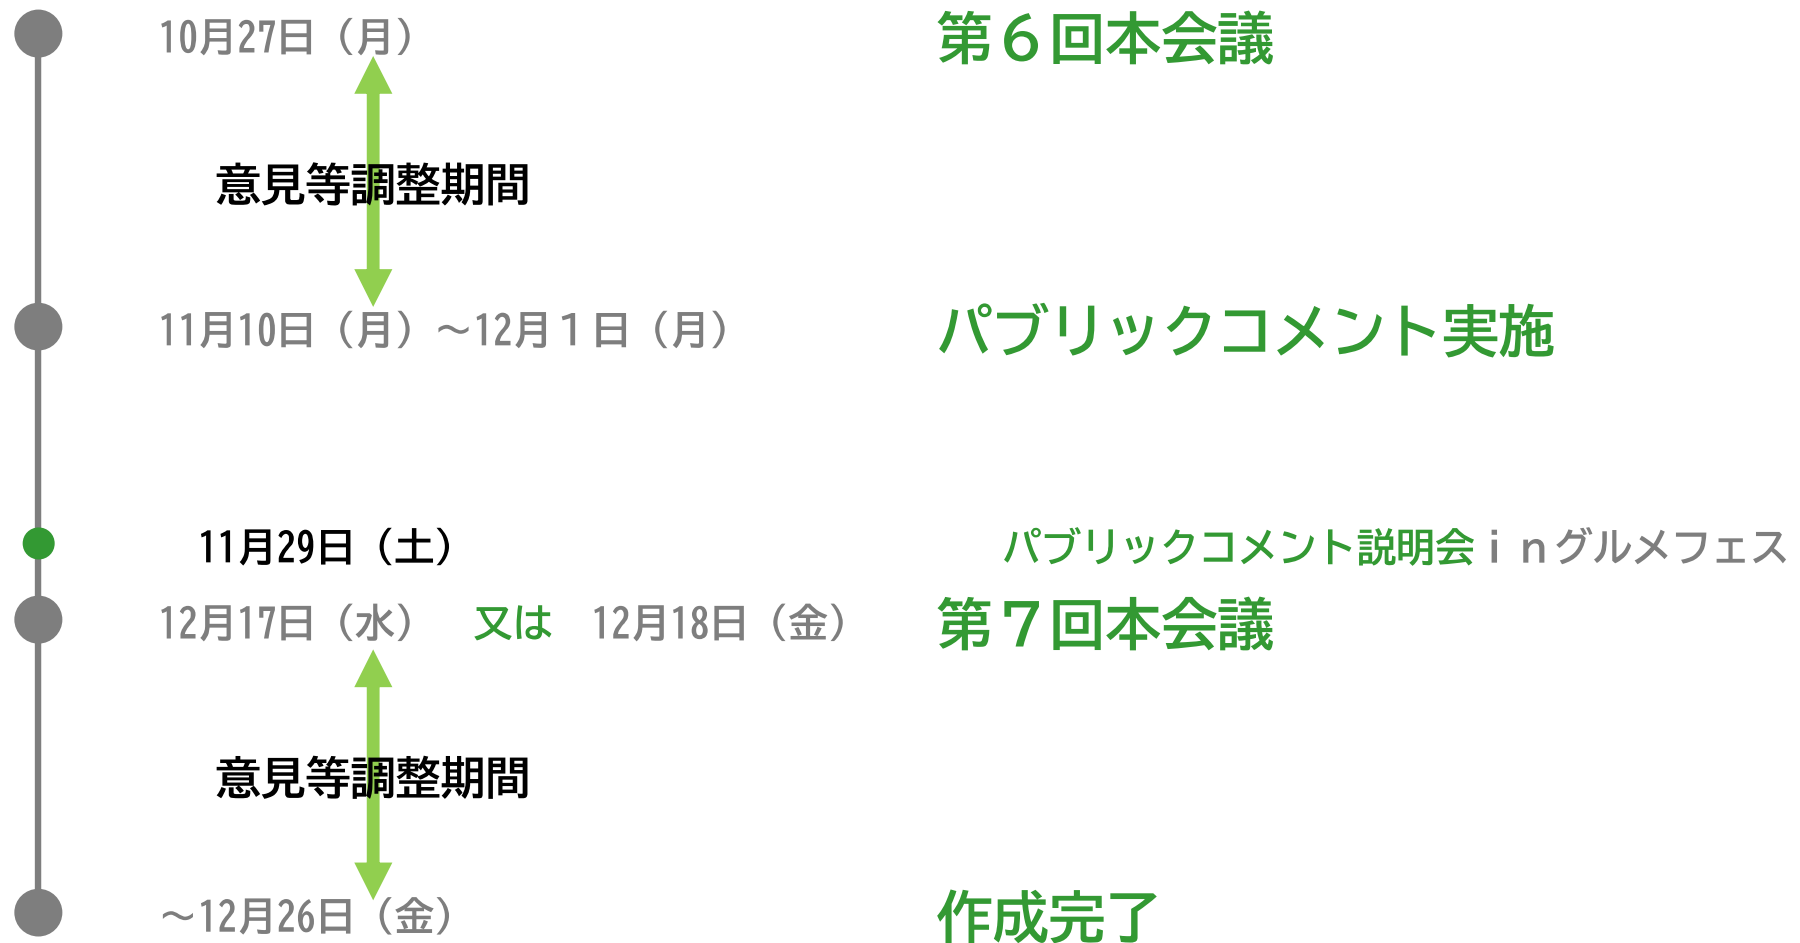 10月27日（月）
第６回本会議
意見等調整期間
11月10日（月）～12月１日（月）
パブリックコメント実施
11月29日（土）
パブリックコメント説明会ｉｎグルメフェス
12月17日（水）　又は　12月18日（金）
第７回本会議
意見等調整期間
～12月26日（金）
作成完了